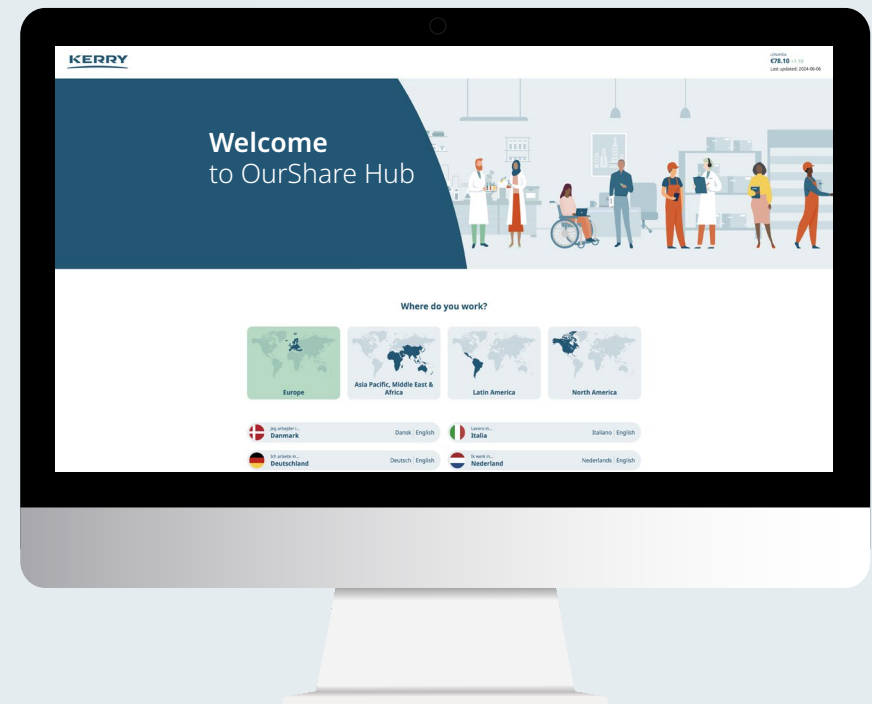 KERRY
€78.10
Last updated: 2024-06-06
Welcome
to OurShare Hub
Where do you work?
Europe
Asia Pacific, Middle East &
Africa
Latin America
North America
Jeg arbejder i...
Danmark
Dansk | English
Lavoro in...
Italia
Italiano | English
Ich arbeite in...
Deutschland
Deutsch | English
Ik werk in...
Nederland
Nederlands | English